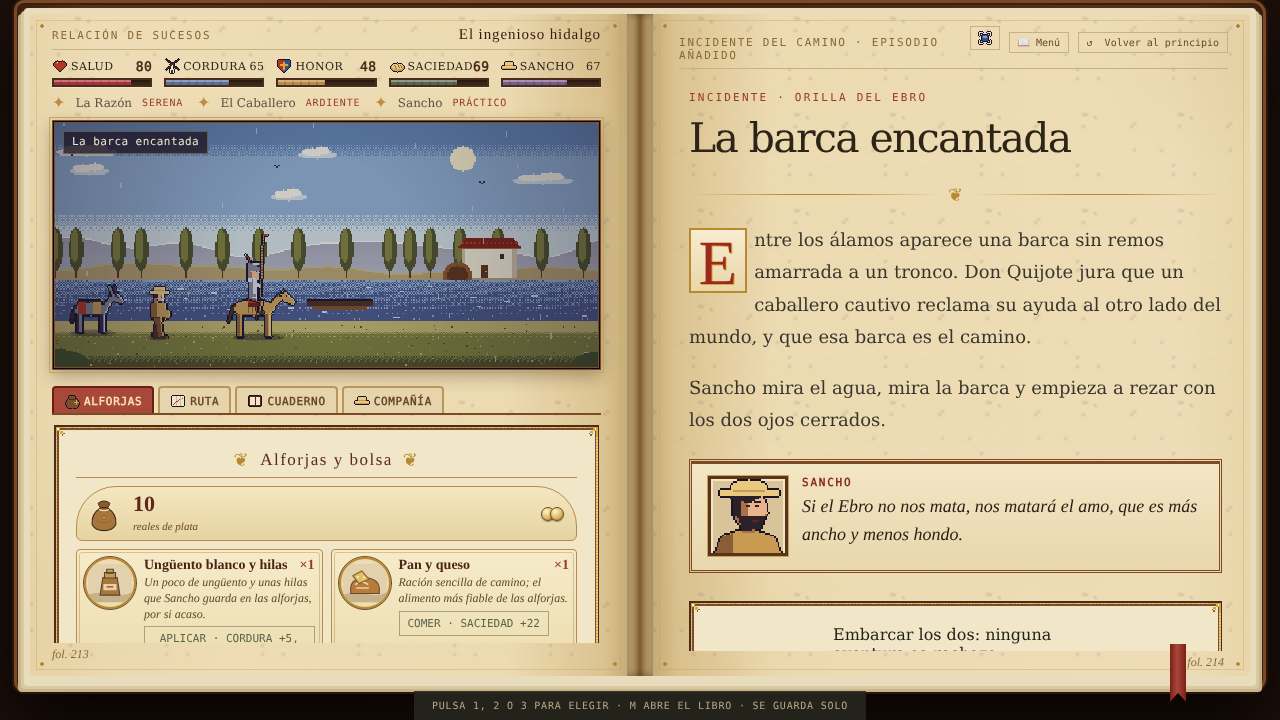 RELACIÓN DE SUCESOS
El ingenioso hidalgo
SALUD 80
CORDURA 65
HONOR 48
SACIEDAD 69
SANCHO 67
La Razón SERENA
El Caballero ARDIENTE
Sancho PRÁCTICO
La barca encantada
ALFORJAS
RUTA
CUADERNO
COMPAÑÍA
Alforjas y bolsa
10
reales de plata
Ungüento blanco y hilas ×1
Un poco de ungüento y unas hilas
que Sancho guarda en las alforjas,
por si acaso.
APLICAR · CORDURA +5,
Pan y queso ×1
Ración sencilla de camino; el
alimento más fiable de las alforjas.
COMER · SACIEDAD +22
fol. 213
INCIDENTE DEL CAMINO · EPISODIO
AÑADIDO
Menú
↺ Volver al principio
INCIDENTE · ORILLA DEL EBRO
La barca encantada
Entre los álamos aparece una barca sin remos
amarrada a un tronco. Don Quijote jura que un
caballero cautivo reclama su ayuda al otro lado del
mundo, y que esa barca es el camino.
Sancho mira el agua, mira la barca y empieza a rezar con
los dos ojos cerrados.
SANCHO
Si el Ebro no nos mata, nos matará el amo, que es más
ancho y menos hondo.
Embarcar los dos: ninguna
fol. 214
PULSA 1, 2 O 3 PARA ELEGIR · M ABRE EL LIBRO · SE GUARDA SOLO